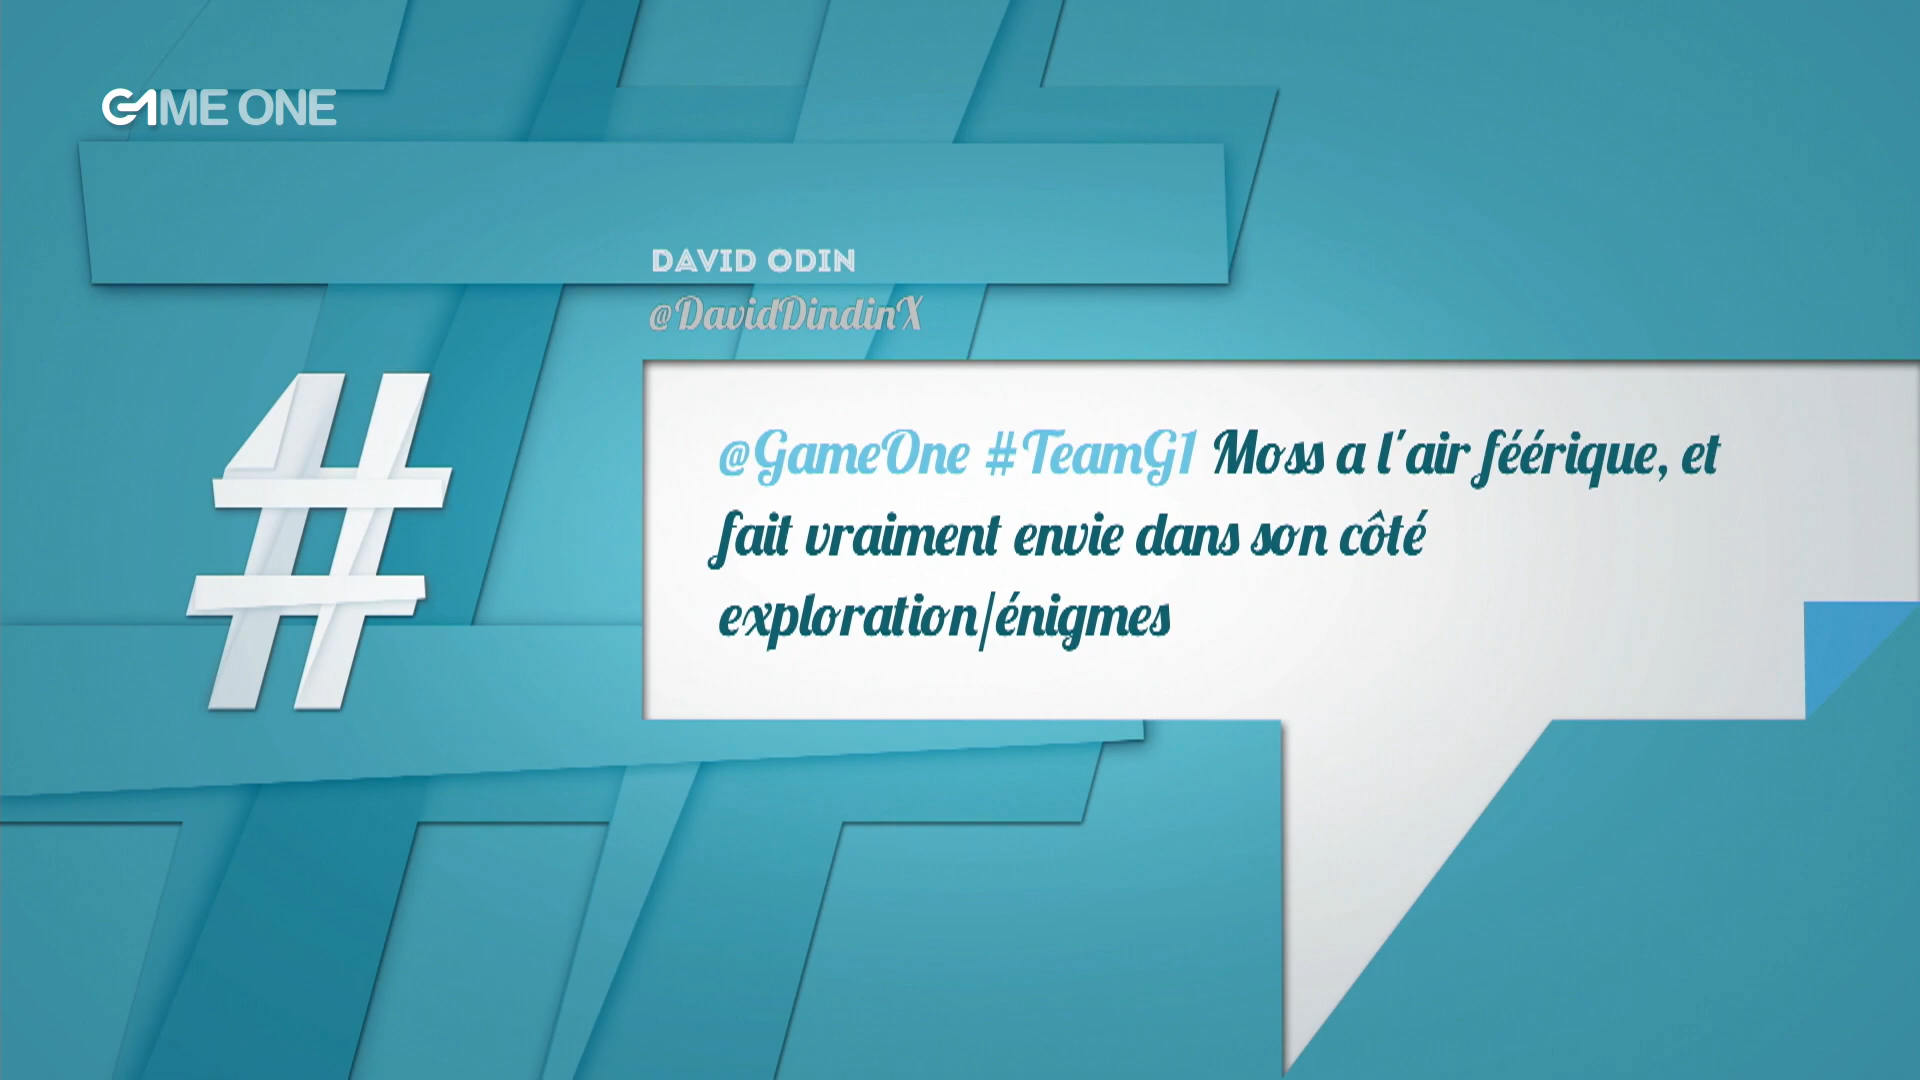 GAME ONE
DAVID ODIN
@DavidDindinX
#
@GameOne #TeamG1 Moss a l'air féérique, et
fait vraiment envie dans son côté
exploration/énigmes